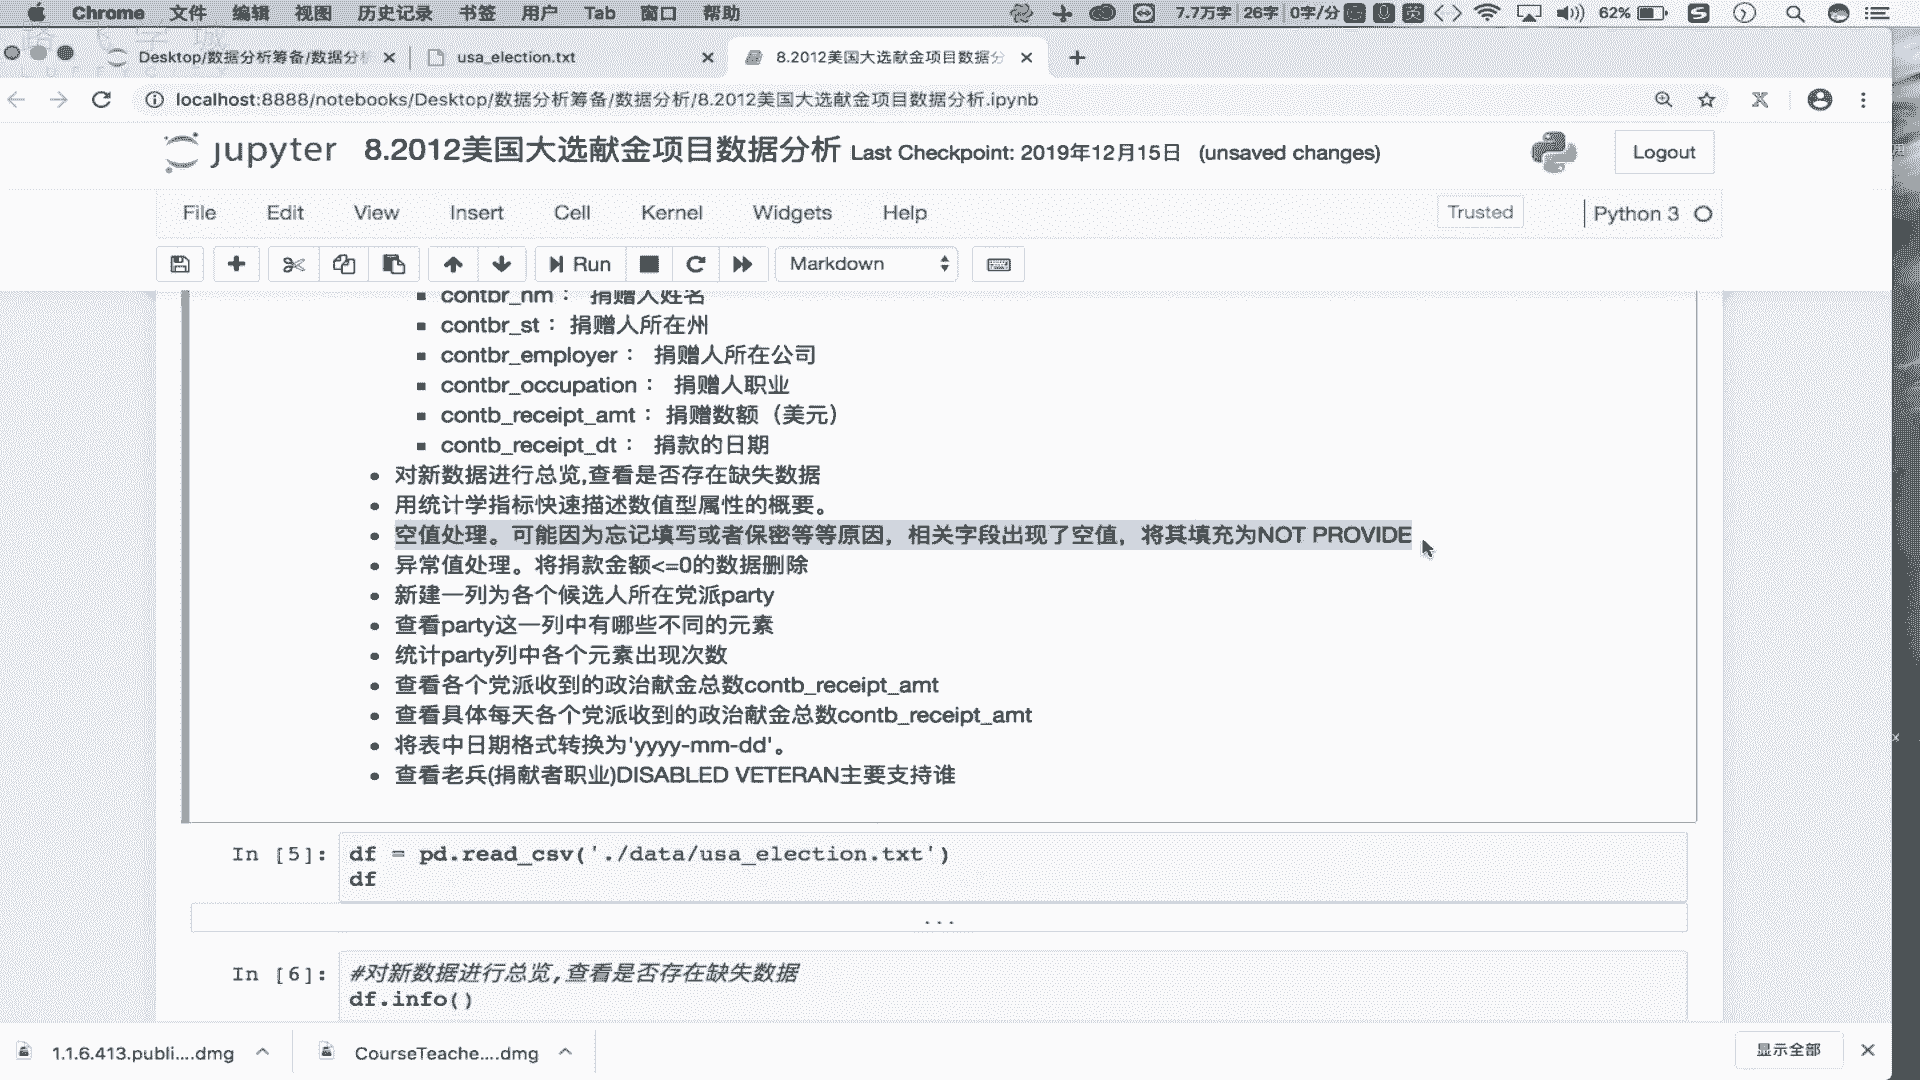 Chrome 文件 编辑 视图 历史记录 书签 用户 Tab 窗口 帮助 7.7万字 26字 0字/分 英 62%
Desktop/数据分析筹备/数据分析 usa_election.txt 8.2012美国大选献金项目数据分
localhost:8888/notebooks/Desktop/数据分析筹备/数据分析/8.2012美国大选献金项目数据分析.ipynb
jupyter 8.2012美国大选献金项目数据分析 Last Checkpoint: 2019年12月15日 (unsaved changes) Logout
File Edit View Insert Cell Kernel Widgets Help Trusted Python 3
Run Markdown
contbr_nm： 捐赠人姓名
contbr_st：捐赠人所在州
contbr_employer： 捐赠人所在公司
contbr_occupation： 捐赠人职业
contb_receipt_amt：捐赠数额（美元）
contb_receipt_dt： 捐款的日期
对新数据进行总览,查看是否存在缺失数据
用统计学指标快速描述数值型属性的概要。
空值处理。可能因为忘记填写或者保密等等原因，相关字段出现了空值，将其填充为NOT PROVIDE
异常值处理。将捐款金额<=0的数据删除
新建一列为各个候选人所在党派party
查看party这一列中有哪些不同的元素
统计party列中各个元素出现次数
查看各个党派收到的政治献金总数contb_receipt_amt
查看具体每天各个党派收到的政治献金总数contb_receipt_amt
将表中日期格式转换为'yyyy-mm-dd'。
查看老兵(捐献者职业)DISABLED VETERAN主要支持谁
In [5]: df = pd.read_csv('./data/usa_election.txt')
df
...
In [6]: #对新数据进行总览,查看是否存在缺失数据
df.info()
1.1.6.413.publi....dmg CourseTeache....dmg 显示全部